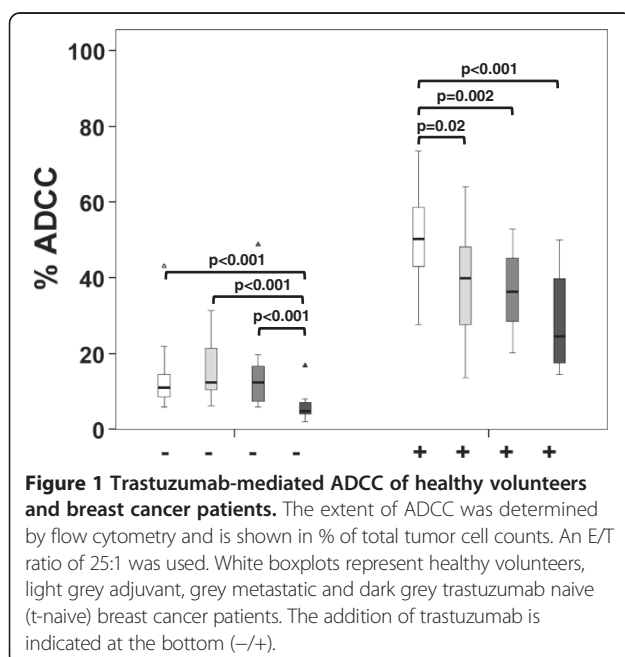 100
80
60
40
20
0
% ADCC
p<0.001
p=0.002
p=0.02
p<0.001
p<0.001
p<0.001
- - - - + + + +
Figure 1 Trastuzumab-mediated ADCC of healthy volunteers
and breast cancer patients. The extent of ADCC was determined
by flow cytometry and is shown in % of total tumor cell counts. An E/T
ratio of 25:1 was used. White boxplots represent healthy volunteers,
light grey adjuvant, grey metastatic and dark grey trastuzumab naive
(t-naive) breast cancer patients. The addition of trastuzumab is
indicated at the bottom (−/+).